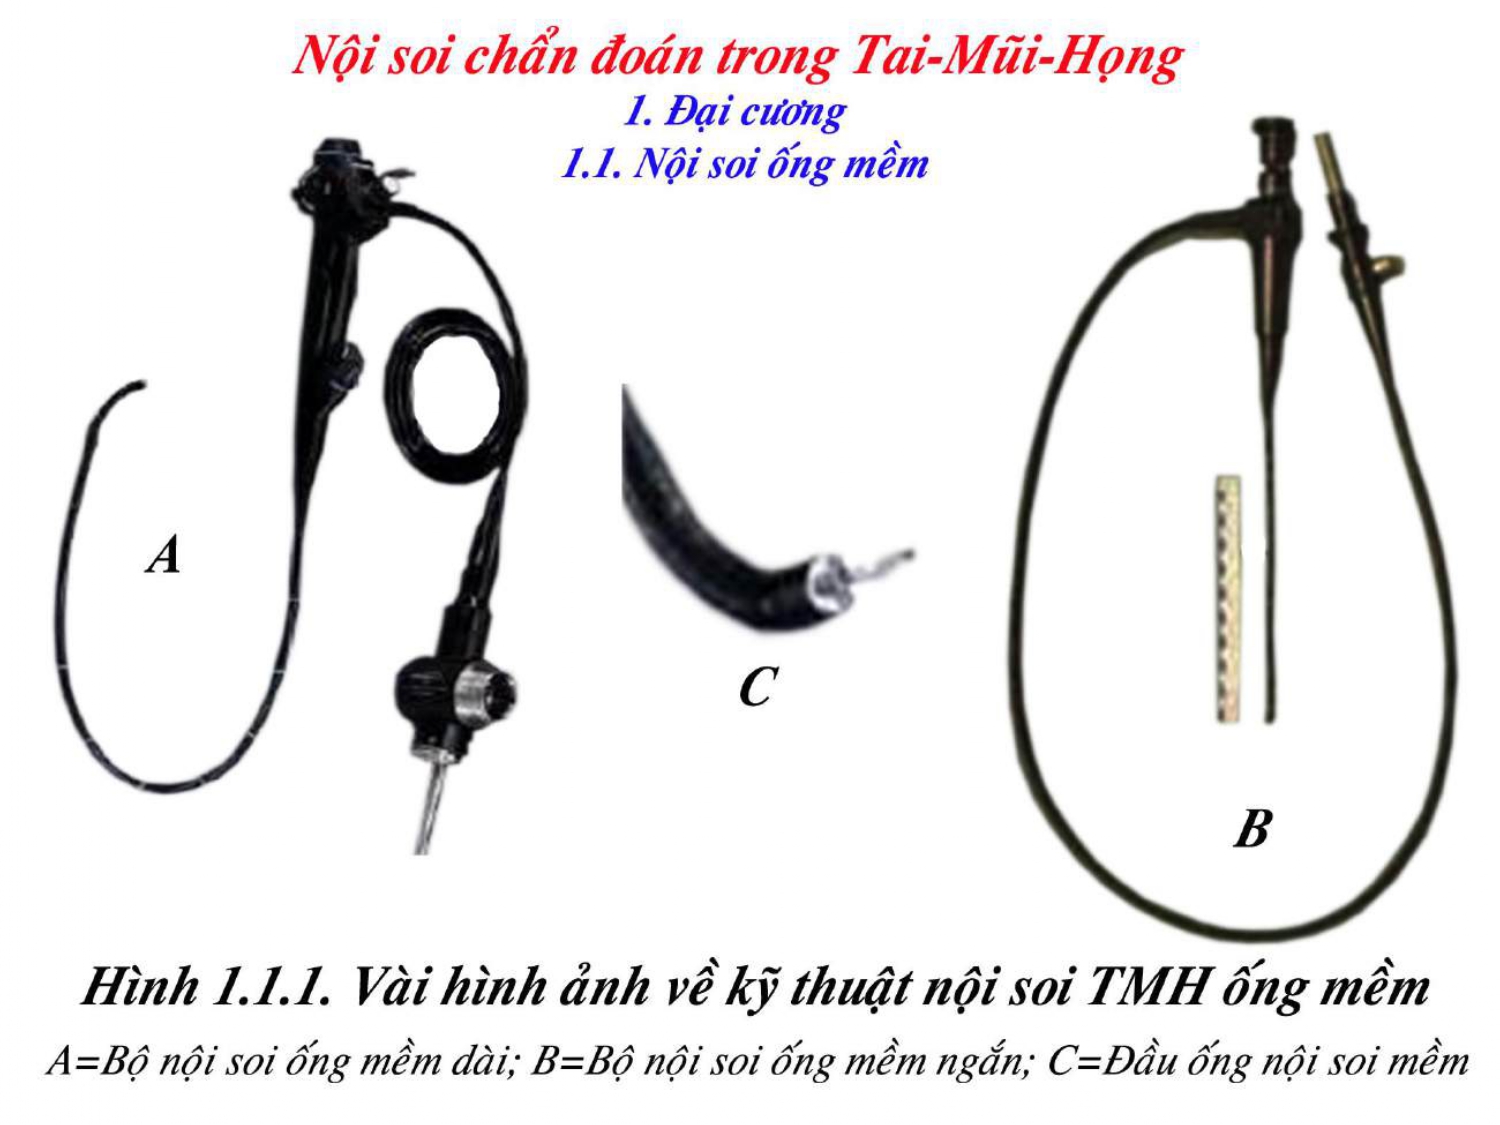 Nội soi chẩn đoán trong Tai-Mũi-Họng
1. Đại cương
1.1. Nội soi ống mềm
A
C
B
Hình 1.1.1. Vài hình ảnh về kỹ thuật nội soi TMH ống mềm
A=Bộ nội soi ống mềm dài; B=Bộ nội soi ống mềm ngắn; C=Đầu ống nội soi mềm